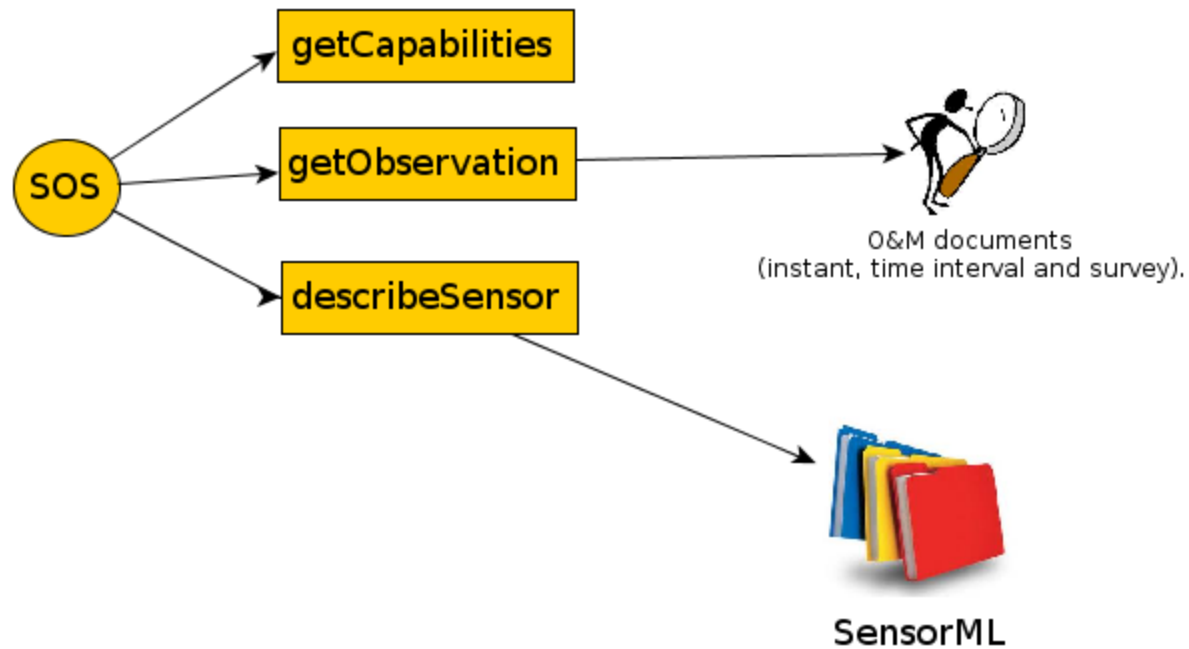 getCapabilities
getObservation
SOS
describeSensor
O&M documents
(instant, time interval and survey).
SensorML